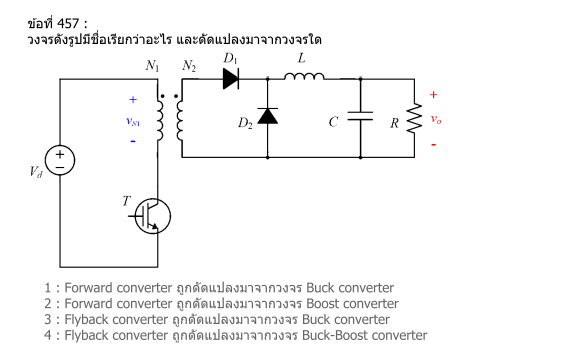 ข้อที่ 457 :
วงจรดังรูปมีชื่อเรียกว่าอะไร และดัดแปลงมาจากวงจรใด
N1 N2 D1 L
+
vN1
-
D2
C
R
+
vo
-
+
-
Vd
T
1 : Forward converter ถูกดัดแปลงมาจากวงจร Buck converter
2 : Forward converter ถูกดัดแปลงมาจากวงจร Boost converter
3 : Flyback converter ถูกดัดแปลงมาจากวงจร Buck converter
4 : Flyback converter ถูกดัดแปลงมาจากวงจร Buck-Boost converter